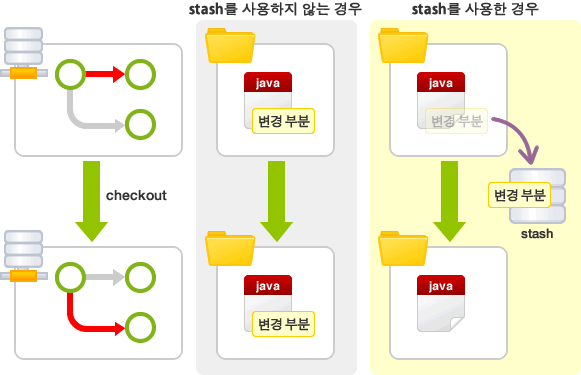 stash를 사용하지 않는 경우
stash를 사용한 경우
java
변경 부분
java
변경 부분
변경 부분
stash
checkout
java
변경 부분
java